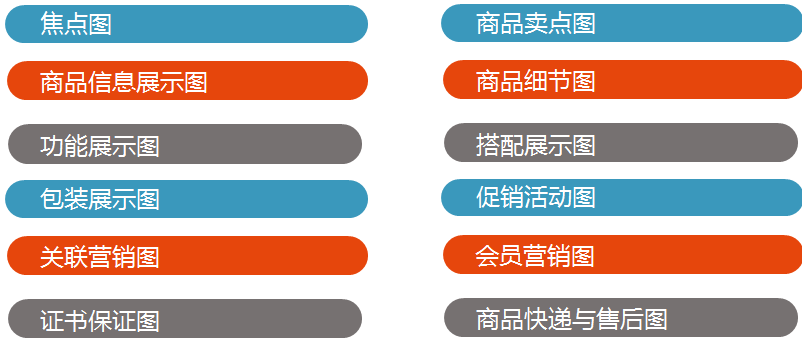 焦点图
商品卖点图
商品信息展示图
商品细节图
功能展示图
搭配展示图
包装展示图
促销活动图
关联营销图
会员营销图
证书保证图
商品快递与售后图